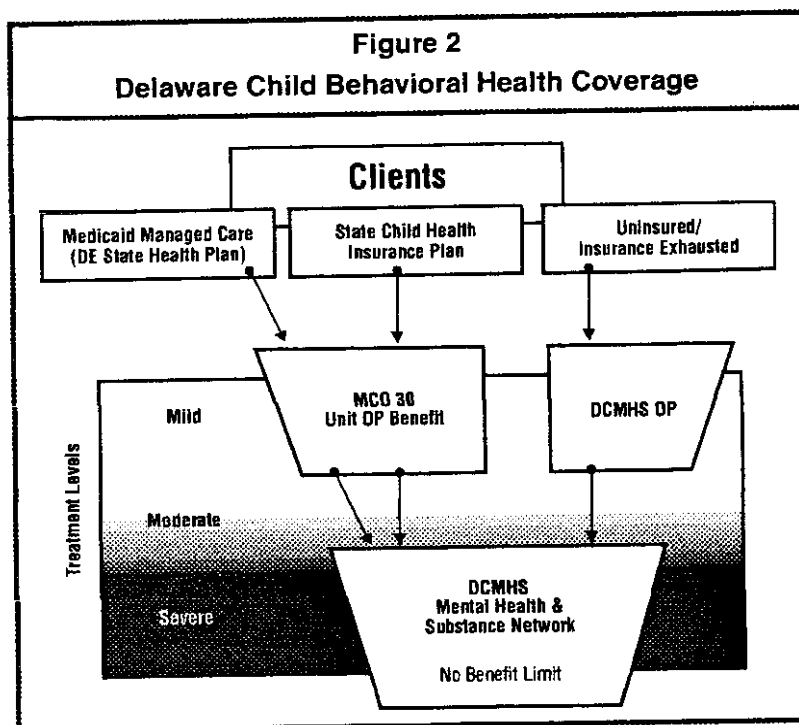 Figure 2
Delaware Child Behavioral Health Coverage
Clients
Medicaid Managed Care
(DE State Health Plan)
State Child Health
Insurance Plan
Uninsured/
Insurance Exhausted
Treatment Levels
Mild
Moderate
Severe
MCO 30
Unit OP Benefit
DCMHS OP
DCMHS
Mental Health &
Substance Network
No Benefit Limit